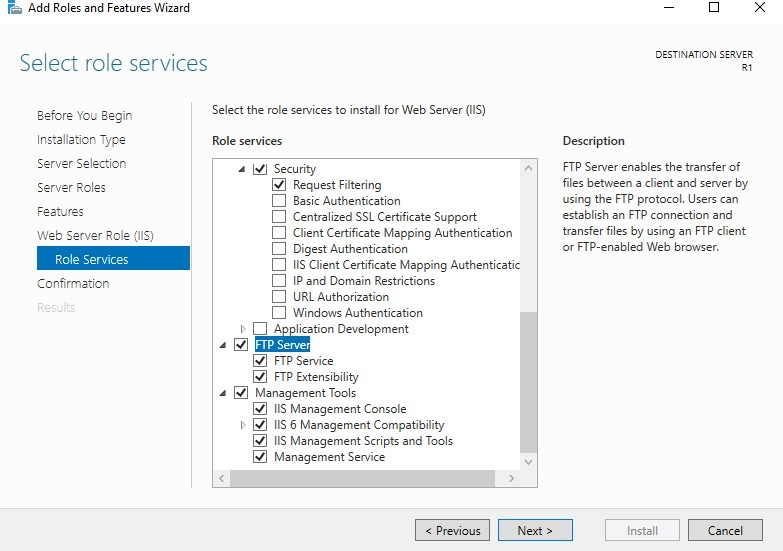 Add Roles and Features Wizard
Select role services
DESTINATION SERVER
R1
Before You Begin
Installation Type
Server Selection
Server Roles
Features
Web Server Role (IIS)
Role Services
Confirmation
Results
Select the role services to install for Web Server (IIS)
Role services
Security
Request Filtering
Basic Authentication
Centralized SSL Certificate Support
Client Certificate Mapping Authentication
Digest Authentication
IIS Client Certificate Mapping Authenticatic
IP and Domain Restrictions
URL Authorization
Windows Authentication
Application Development
FTP Server
FTP Service
FTP Extensibility
Management Tools
IIS Management Console
IIS 6 Management Compatibility
IIS Management Scripts and Tools
Management Service
Description
FTP Server enables the transfer of
files between a client and server by
using the FTP protocol. Users can
establish an FTP connection and
transfer files by using an FTP client
or FTP-enabled Web browser.
< Previous
Next >
Install
Cancel